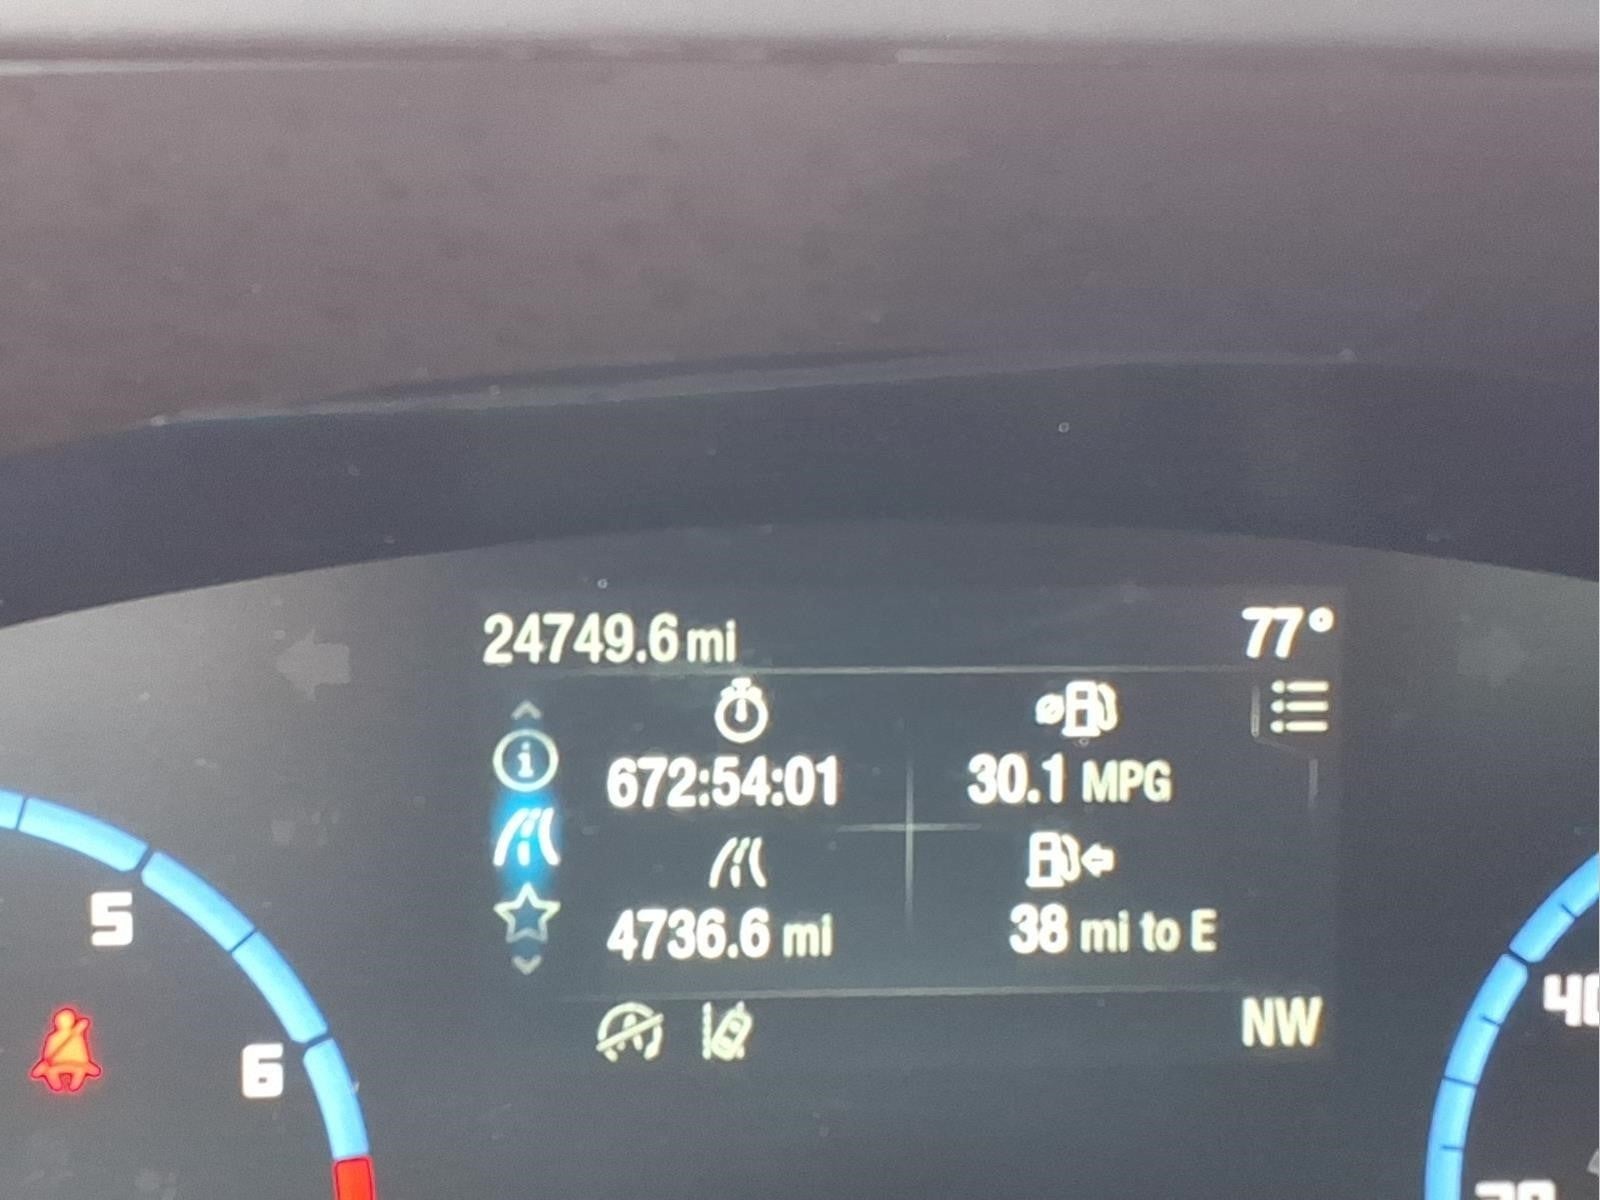 24749.6 mi
77°
672:54:01
30.1 MPG
4736.6 mi
38 mi to E
NW
5
6